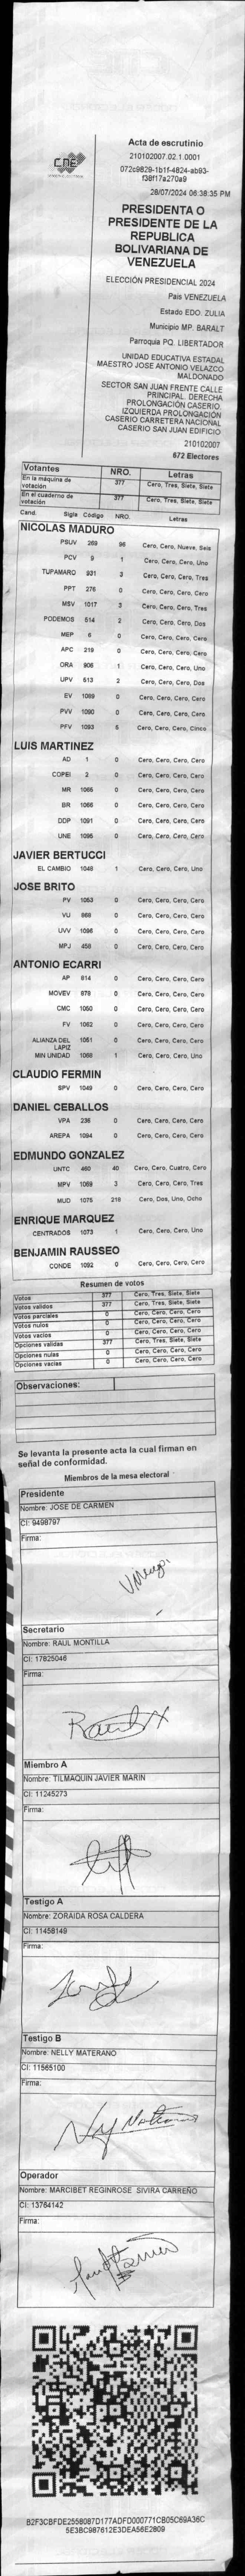 CNE
Acta de escrutinio
210102007.02.1.0001
072c9829-1b1f-4824-ab93-
f38f17a270a9
28/07/2024 06:38:35 PM
PRESIDENTA O
PRESIDENTE DE LA
REPUBLICA
BOLIVARIANA DE
VENEZUELA
ELECCIÓN PRESIDENCIAL 2024
Pais VENEZUELA
Estado EDO. ZULIA
Municipio MP. BARALT
Parroquia PQ. LIBERTADOR
UNIDAD EDUCATIVA ESTADAL
MAESTRO JOSE ANTONIO VELAZCO
MALDONADO
SECTOR SAN JUAN FRENTE CALLE
PRINCIPAL. DERECHA
PROLONGACIÓN CASERIO.
IZQUIERDA PROLONGACIÓN
CASERIO CARRETERA NACIONAL
CASERIO SAN JUAN EDIFICIO
210102007
672 Electores
Votantes NRO. Letras
En la máquina de votación 377 Cero, Tres, Siete, Siete
En el cuaderno de votación 377 Cero, Tres, Siete, Siete
Cand. Sigla Código NRO. Letras
NICOLAS MADURO
PSUV 269 96 Cero, Cero, Nueve, Seis
PCV 9 1 Cero, Cero, Cero, Uno
TUPAMARO 931 3 Cero, Cero, Cero, Tres
PPT 276 0 Cero, Cero, Cero, Cero
MSV 1017 3 Cero, Cero, Cero, Tres
PODEMOS 514 2 Cero, Cero, Cero, Dos
MEP 6 0 Cero, Cero, Cero, Cero
APC 219 0 Cero, Cero, Cero, Cero
ORA 906 1 Cero, Cero, Cero, Uno
UPV 613 2 Cero, Cero, Cero, Dos
EV 1089 0 Cero, Cero, Cero, Cero
PVV 1090 0 Cero, Cero, Cero, Cero
PFV 1093 5 Cero, Cero, Cero, Cinco
LUIS MARTINEZ
AD 1 0 Cero, Cero, Cero, Cero
COPEI 2 0 Cero, Cero, Cero, Cero
MR 1065 0 Cero, Cero, Cero, Cero
BR 1066 0 Cero, Cero, Cero, Cero
DDP 1091 0 Cero, Cero, Cero, Cero
UNE 1095 0 Cero, Cero, Cero, Cero
JAVIER BERTUCCI
EL CAMBIO 1048 1 Cero, Cero, Cero, Uno
JOSE BRITO
PV 1053 0 Cero, Cero, Cero, Cero
VU 968 0 Cero, Cero, Cero, Cero
UVV 1096 0 Cero, Cero, Cero, Cero
MPJ 458 0 Cero, Cero, Cero, Cero
ANTONIO ECARRI
AP 814 0 Cero, Cero, Cero, Cero
MOVEV 979 0 Cero, Cero, Cero, Cero
CMC 1050 0 Cero, Cero, Cero, Cero
FV 1062 0 Cero, Cero, Cero, Cero
ALIANZA DEL LAPIZ 1051 0 Cero, Cero, Cero, Cero
MIN UNIDAD 1068 1 Cero, Cero, Cero, Uno
CLAUDIO FERMIN
SPV 1049 0 Cero, Cero, Cero, Cero
DANIEL CEBALLOS
VPA 236 0 Cero, Cero, Cero, Cero
AREPA 1094 0 Cero, Cero, Cero, Cero
EDMUNDO GONZALEZ
UNTC 460 40 Cero, Cero, Cuatro, Cero
MPV 1069 3 Cero, Cero, Cero, Tres
MUD 1075 218 Cero, Dos, Uno, Ocho
ENRIQUE MARQUEZ
CENTRADOS 1073 1 Cero, Cero, Cero, Uno
BENJAMIN RAUSSEO
CONDE 1092 0 Cero, Cero, Cero, Cero
Resumen de votos
Votos 377 Cero, Tres, Siete, Siete
Votos validos 377 Cero, Tres, Siete, Siete
Votos parciales 0 Cero, Cero, Cero, Cero
Votos nulos 0 Cero, Cero, Cero, Cero
Votos vacios 0 Cero, Cero, Cero, Cero
Opciones validas 377 Cero, Tres, Siete, Siete
Opciones nulas 0 Cero, Cero, Cero, Cero
Opciones vacias 0 Cero, Cero, Cero, Cero
Observaciones:
Se levanta la presente acta la cual firman en
señal de conformidad.
Miembros de la mesa electoral
Presidente
Nombre: JOSE DE CARMEN
CI: 9498797
Firma:
Secretario
Nombre: RAUL MONTILLA
CI: 17825046
Firma:
Miembro A
Nombre: TILMAQUIN JAVIER MARIN
CI: 11245273
Firma:
Testigo A
Nombre: ZORAIDA ROSA CALDERA
CI: 11458149
Firma:
Testigo B
Nombre: NELLY MATERANO
CI: 11565100
Firma:
Operador
Nombre: MARCIBET REGINROSE SIVIRA CARREÑO
CI: 13764142
Firma:
B2F3CBFDE2558087D177ADFD000771CB05C69A36C
5E3BC987612E3DEA56E2809